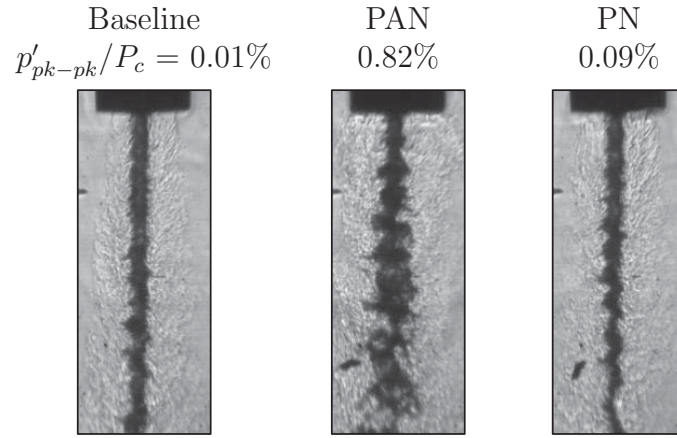 Baseline PAN PN
p'pk−pk/Pc = 0.01% 0.82% 0.09%